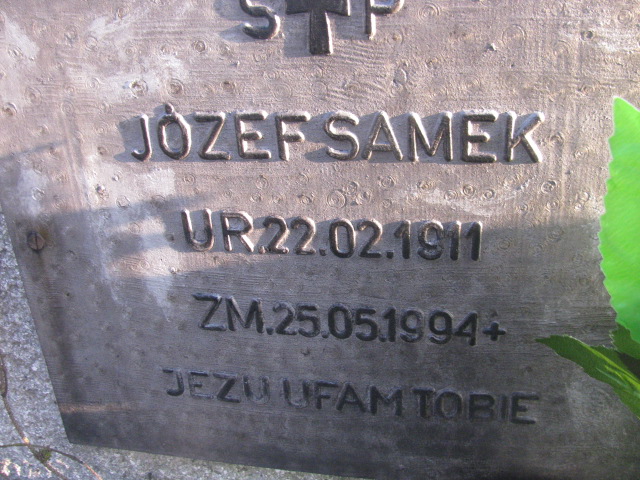 S P
JÓZEF SAMEK
UR.22.02.1911
ZM.25.05.1994+
JEZU UFAM TOBIE